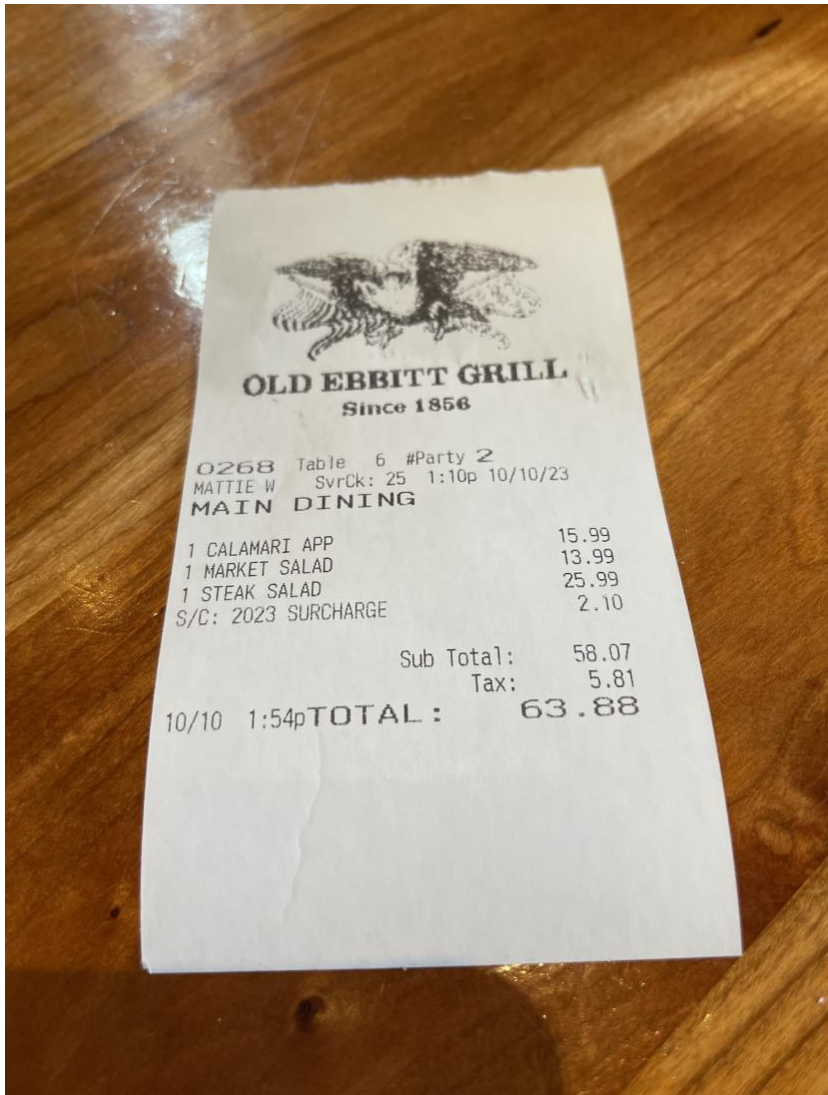 OLD EBBITT GRILL
Since 1856
0268 Table 6 #Party 2
MATTIE W SvrCk: 25 1:10p 10/10/23
MAIN DINING
1 CALAMARI APP 15.99
1 MARKET SALAD 13.99
1 STEAK SALAD 25.99
S/C: 2023 SURCHARGE 2.10
Sub Total: 58.07
Tax: 5.81
10/10 1:54pTOTAL: 63.88